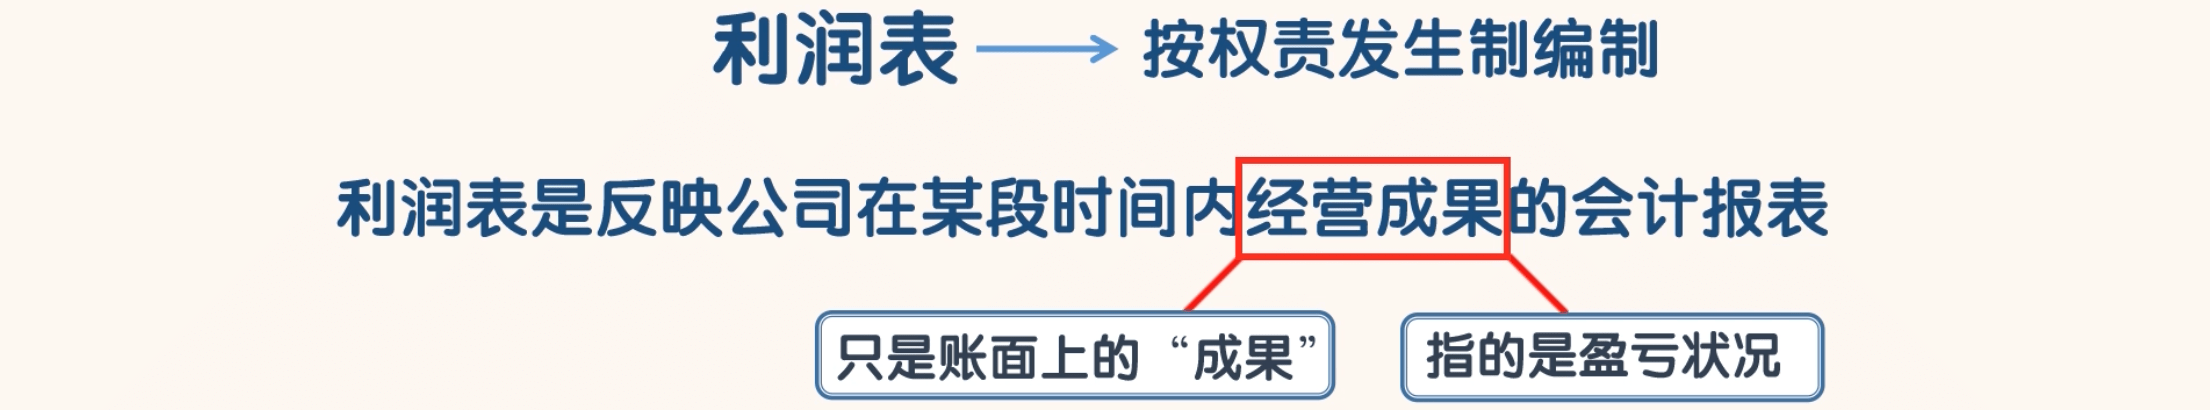 利润表 按权责发生制编制
利润表是反映公司在某段时间内经营成果的会计报表
只是账面上的“成果” 指的是盈亏状况